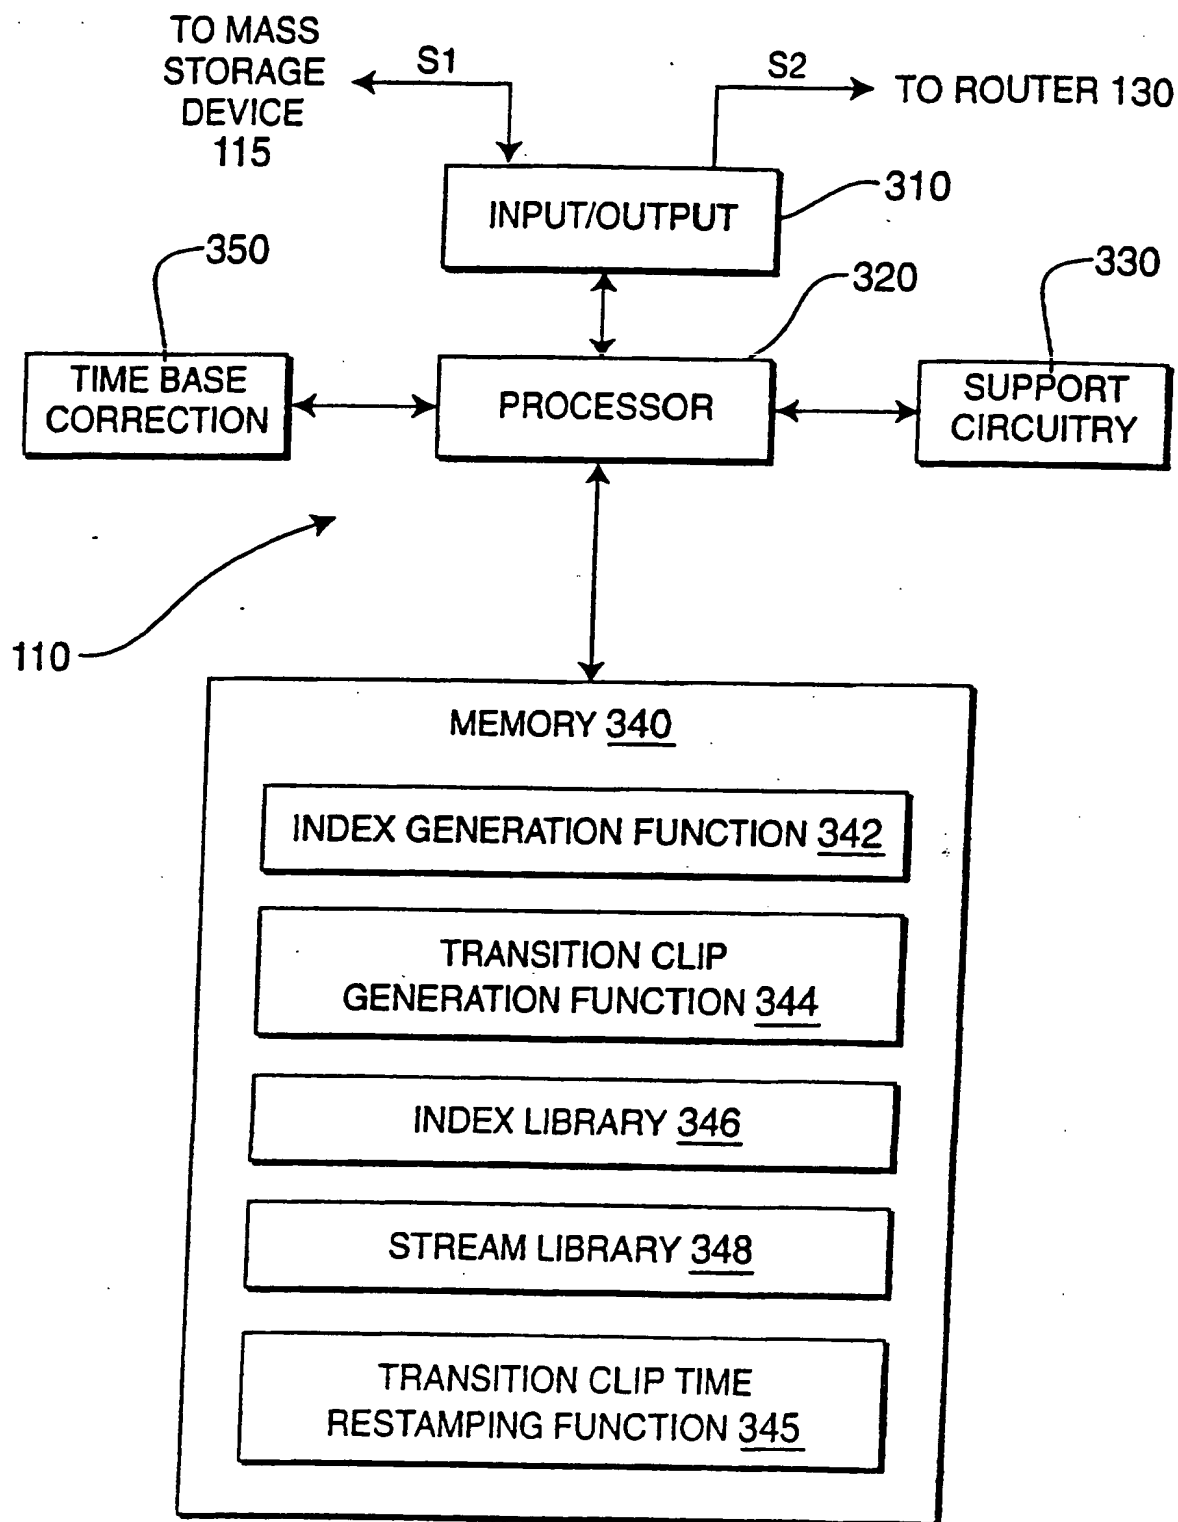 TO MASS
STORAGE
DEVICE
115
S1
S2
TO ROUTER 130
INPUT/OUTPUT
310
350
320
330
TIME BASE
CORRECTION
PROCESSOR
SUPPORT
CIRCUITRY
110
MEMORY 340
INDEX GENERATION FUNCTION 342
TRANSITION CLIP
GENERATION FUNCTION 344
INDEX LIBRARY 346
STREAM LIBRARY 348
TRANSITION CLIP TIME
RESTAMPING FUNCTION 345